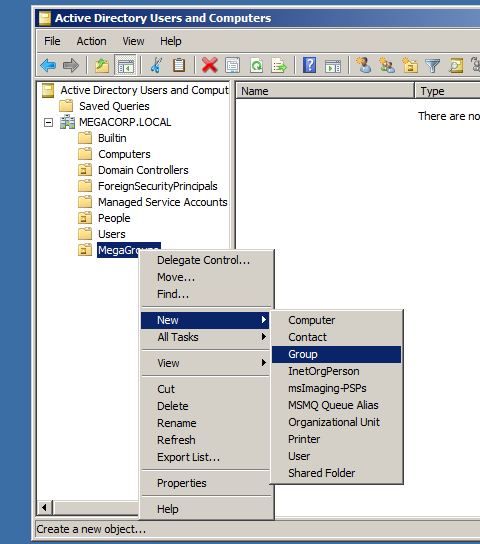 Active Directory Users and Computers
File Action View Help
Active Directory Users and Comput
Name Type
Saved Queries
There are no
MEGACORP.LOCAL
Builtin
Computers
Domain Controllers
ForeignSecurityPrincipals
Managed Service Accounts
People
Users
MegaGroups
Delegate Control...
Move...
Find...
New
All Tasks
View
Cut
Delete
Rename
Refresh
Export List...
Properties
Help
Computer
Contact
Group
InetOrgPerson
msImaging-PSPs
MSMQ Queue Alias
Organizational Unit
Printer
User
Shared Folder
Create a new object...